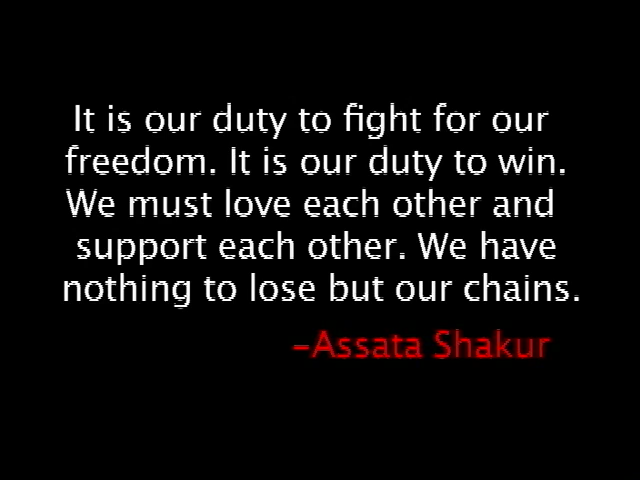 It is our duty to fight for our
freedom. It is our duty to win.
We must love each other and
support each other. We have
nothing to lose but our chains.
–Assata Shakur